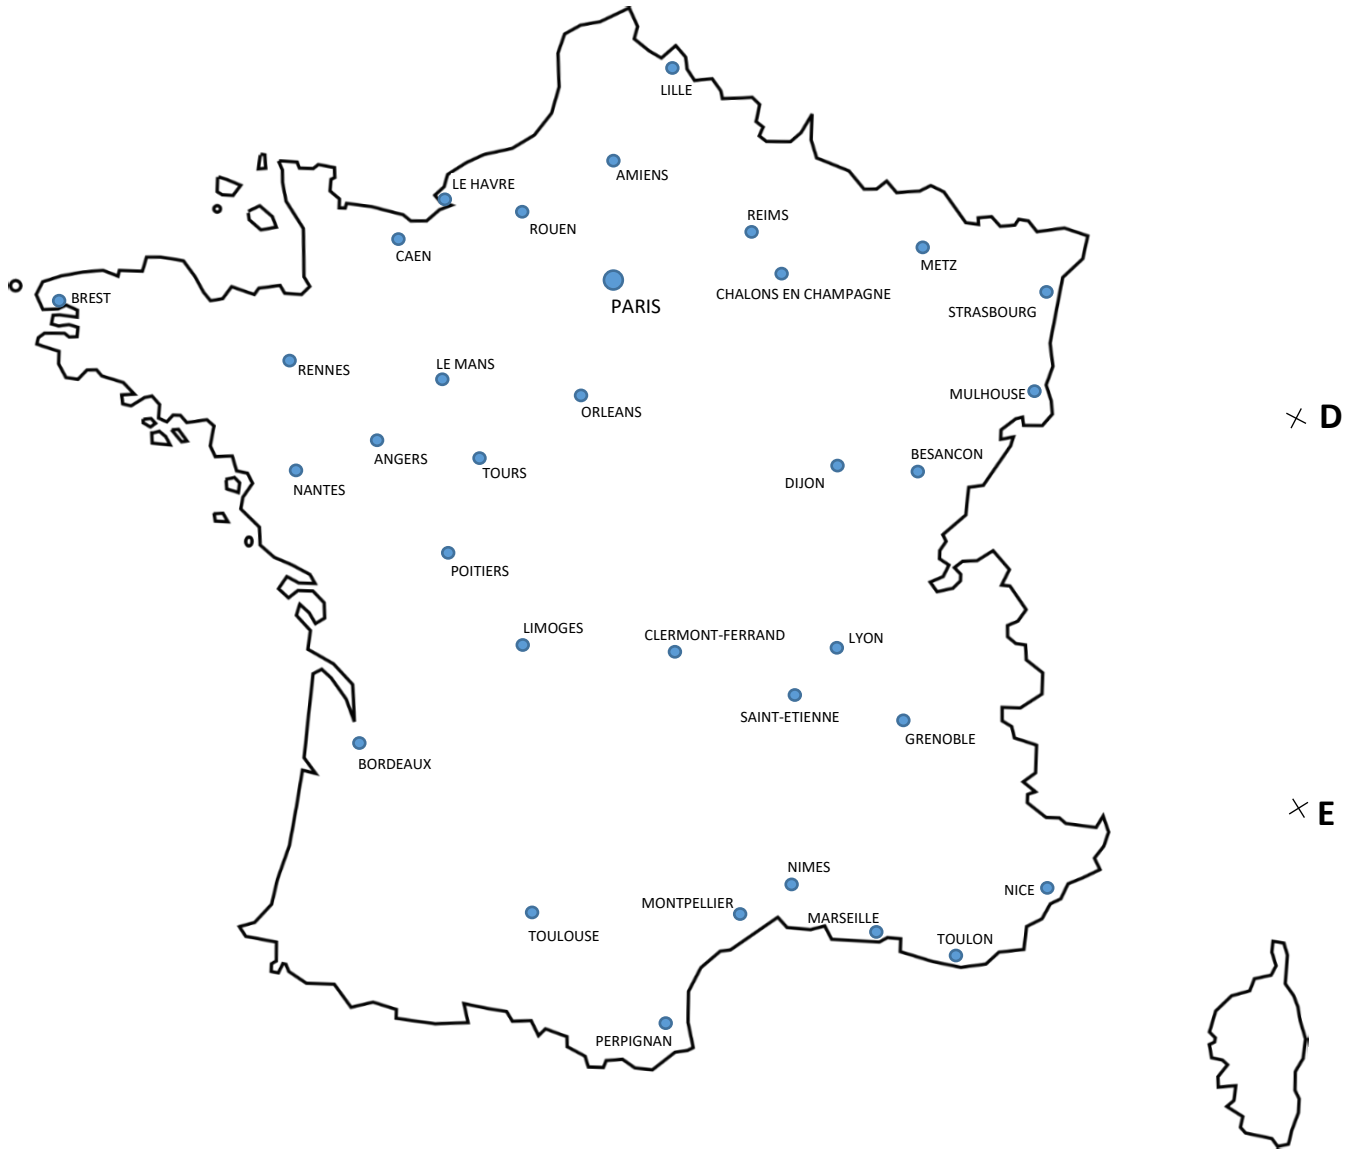 LILLE
AMIENS
LE HAVRE
ROUEN
REIMS
CAEN
METZ
CHALONS EN CHAMPAGNE
BREST
PARIS
STRASBOURG
RENNES
LE MANS
MULHOUSE
ORLEANS
D
ANGERS
TOURS
BESANCON
DIJON
NANTES
POITIERS
LIMOGES
CLERMONT-FERRAND
LYON
SAINT-ETIENNE
GRENOBLE
BORDEAUX
E
NIMES
NICE
MONTPELLIER
MARSEILLE
TOULOUSE
TOULON
PERPIGNAN